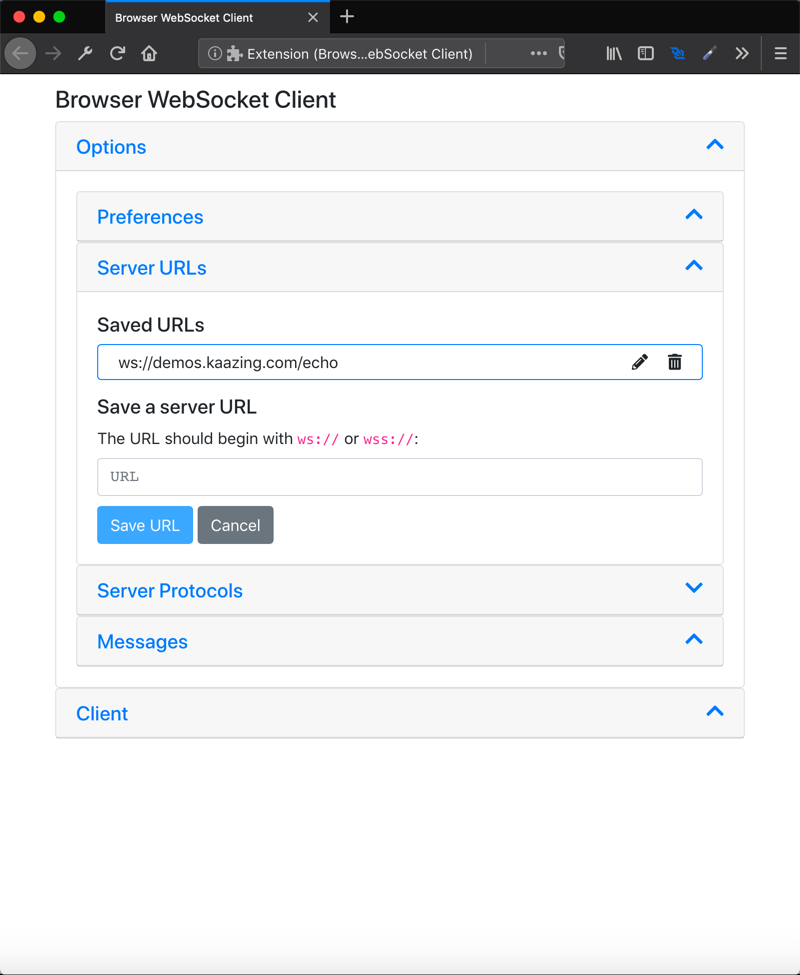 Browser WebSocket Client
Extension (Brows...ebSocket Client)
Browser WebSocket Client
Options
Preferences
Server URLs
Saved URLs
ws://demos.kaazing.com/echo
Save a server URL
The URL should begin with ws:// or wss://:
URL
Save URL Cancel
Server Protocols
Messages
Client